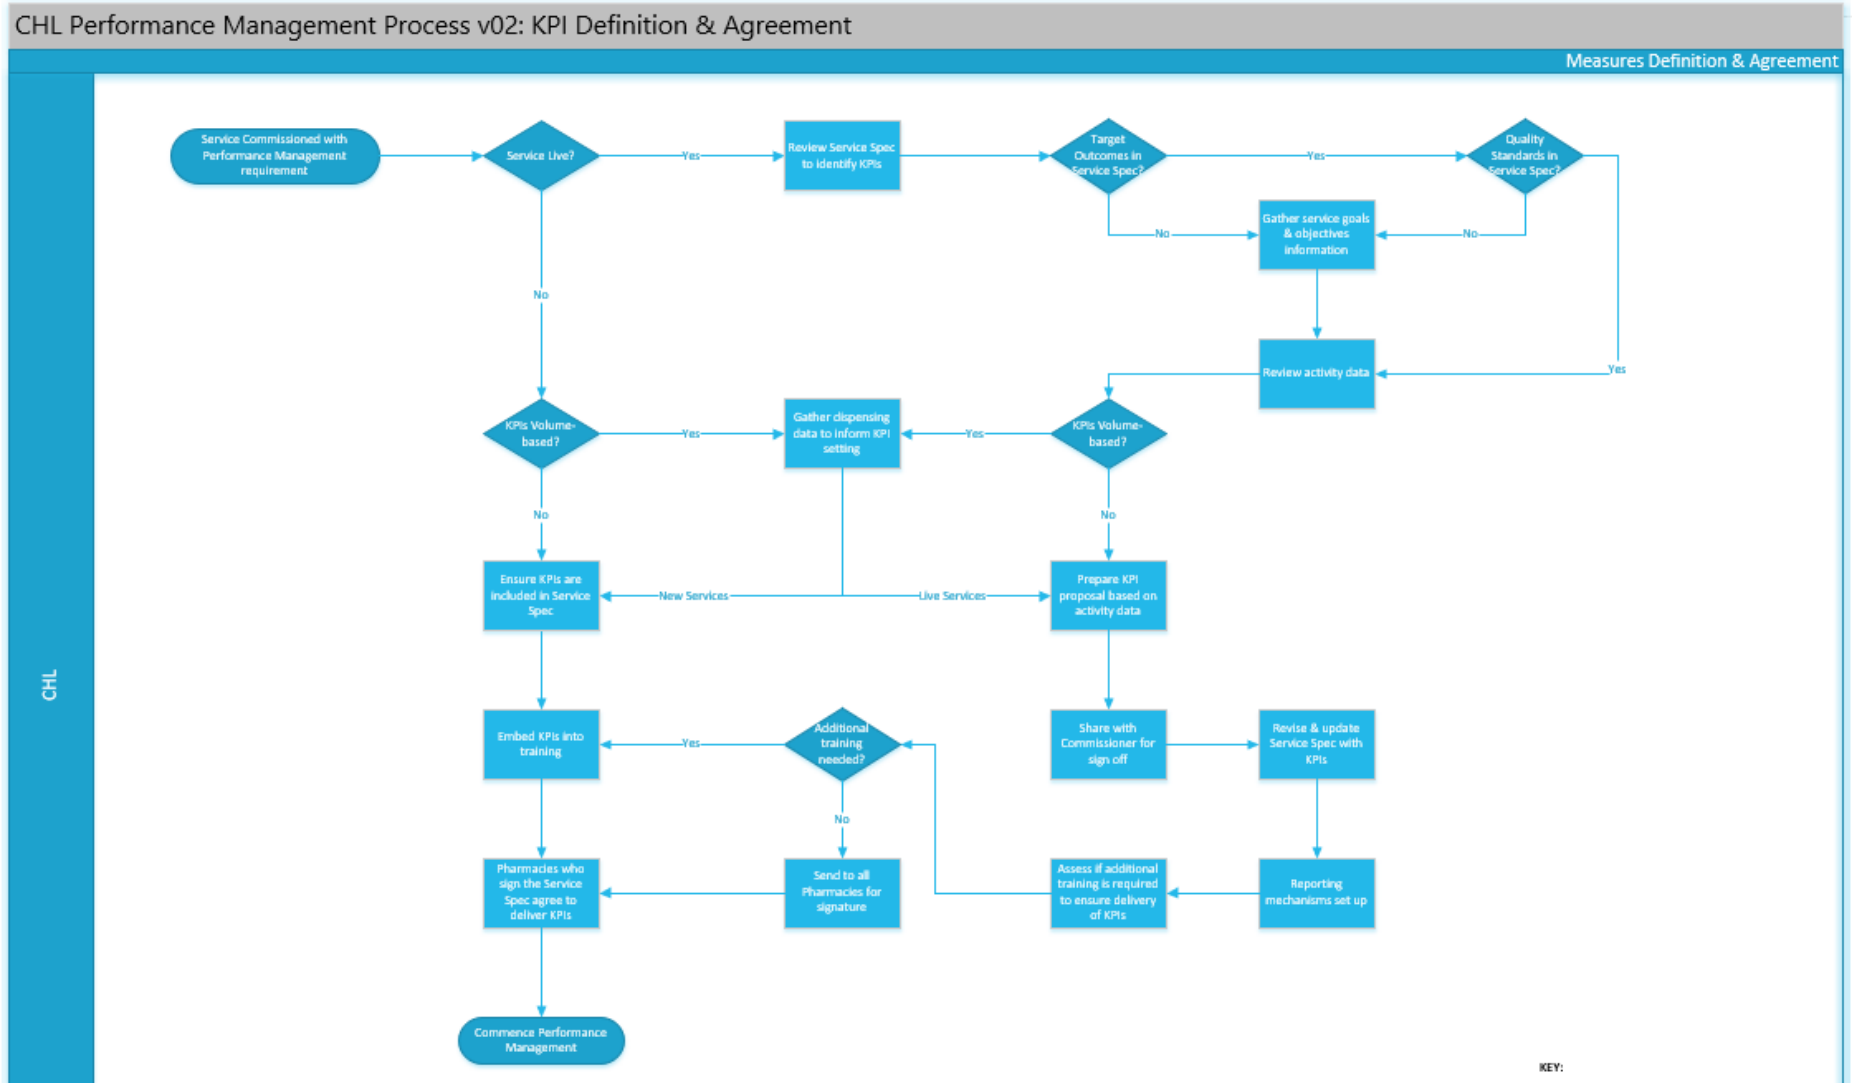 CHL Performance Management Process v02: KPI Definition & Agreement
Measures Definition & Agreement
CHL
Service Commissioned with
Performance Management
requirement
Service Live?
Yes
Review Service Spec
to identify KPIs
Target
Outcomes in
Service Spec?
Yes
Quality
Standards in
Service Spec?
No
Gather service goals
& objectives
information
No
No
Review activity data
Yes
KPIs Volume-
based?
Yes
Gather dispensing
data to inform KPI
setting
Yes
KPIs Volume-
based?
No
No
Ensure KPIs are
included in Service
Spec
New Services
Live Services
Prepare KPI
proposal based on
activity data
Embed KPIs into
training
Yes
Additional
training
needed?
Share with
Commissioner for
sign off
Revise & update
Service Spec with
KPIs
No
Pharmacies who
sign the Service
Spec agree to
deliver KPIs
Send to all
Pharmacies for
signature
Assess if additional
training is required
to ensure delivery
of KPIs
Reporting
mechanisms set up
Commence Performance
Management
KEY: